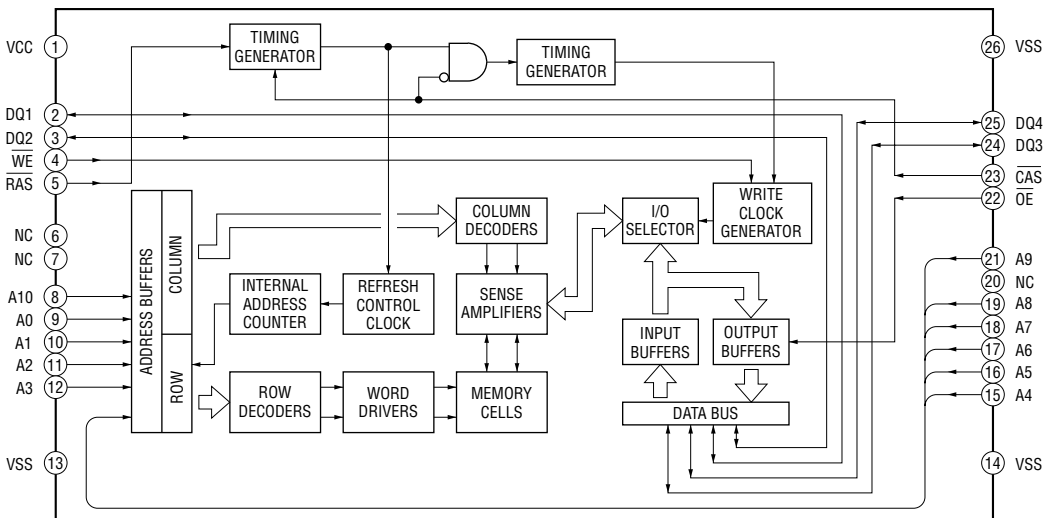 VCC 1
TIMING
GENERATOR
TIMING
GENERATOR
26 VSS
DQ1 2
DQ2 3
WE 4
RAS 5
25 DQ4
24 DQ3
23 CAS
22 OE
NC 6
NC 7
A10 8
A0 9
A1 10
A2 11
A3 12
VSS 13
ADDRESS BUFFERS
COLUMN
ROW
COLUMN
DECODERS
I/O
SELECTOR
WRITE
CLOCK
GENERATOR
INTERNAL
ADDRESS
COUNTER
REFRESH
CONTROL
CLOCK
SENSE
AMPLIFIERS
INPUT
BUFFERS
OUTPUT
BUFFERS
ROW
DECODERS
WORD
DRIVERS
MEMORY
CELLS
DATA BUS
21 A9
20 NC
19 A8
18 A7
17 A6
16 A5
15 A4
14 VSS